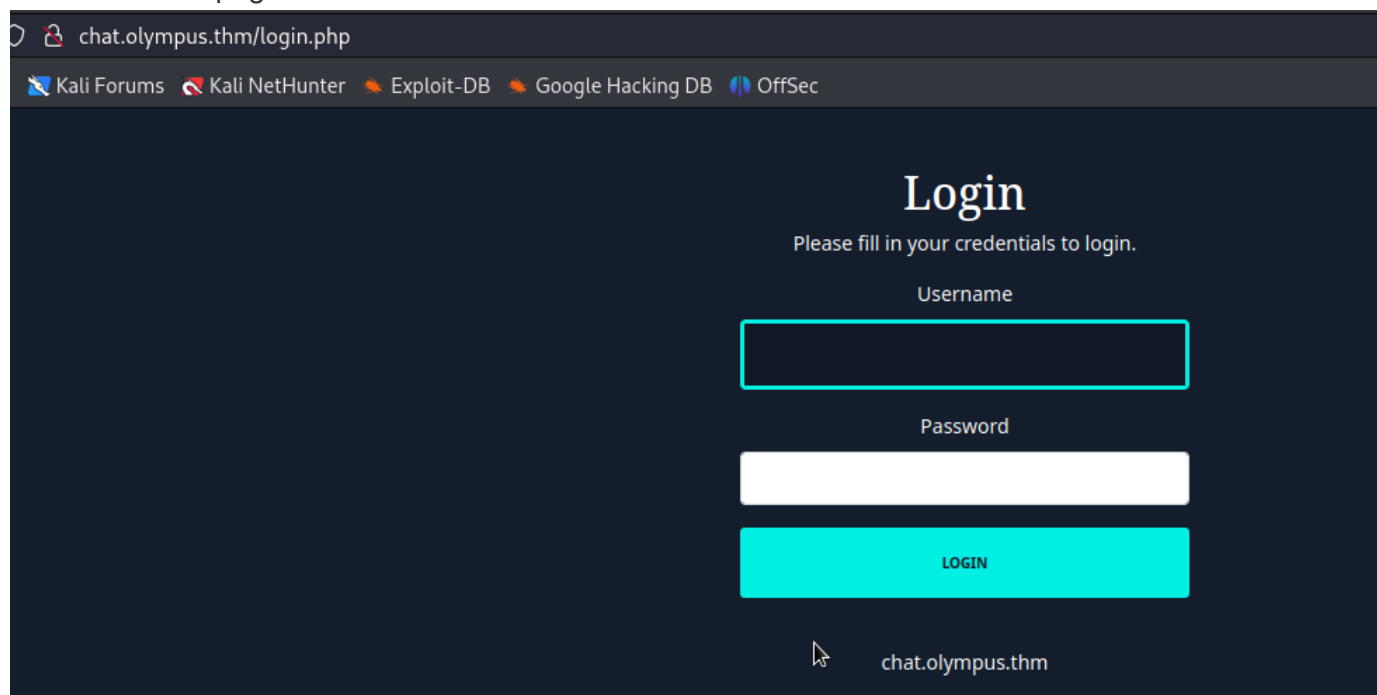 chat.olympus.thm/login.php
Kali Forums Kali NetHunter Exploit-DB Google Hacking DB OffSec
Login
Please fill in your credentials to login.
Username
Password
LOGIN
chat.olympus.thm